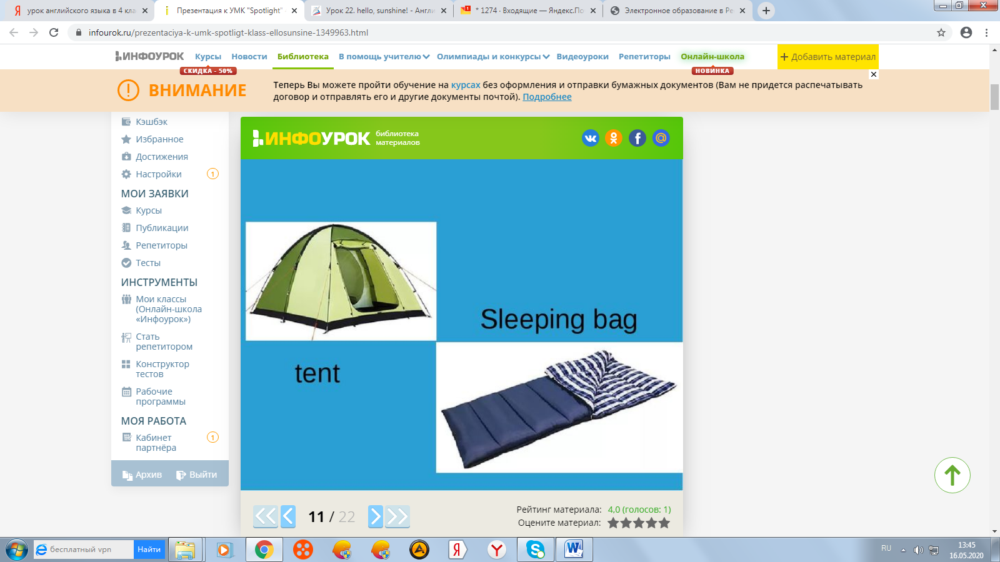 урок английского языка в 4 кла
Презентация к УМК "Spotlight"
Урок 22. hello, sunshine! - Англи
* 1274 · Входящие — Яндекс.По
Электронное образование в Ре
infourok.ru/prezentaciya-k-umk-spotligt-klass-ellosunsine-1349963.html
ИНФОУРОК
Курсы
Новости
Библиотека
В помощь учителю
Олимпиады и конкурсы
Видеоуроки
Репетиторы
Онлайн-школа
+ Добавить материал
СКИДКА - 50%
НОВИНКА
ВНИМАНИЕ
Теперь Вы можете пройти обучение на курсах без оформления и отправки бумажных документов (Вам не придется распечатывать
договор и отправлять его и другие документы почтой). Подробнее
Кэшбэк
Избранное
Достижения
Настройки 1
МОИ ЗАЯВКИ
Курсы
Публикации
Репетиторы
Тесты
ИНСТРУМЕНТЫ
Мои классы
(Онлайн-школа
«Инфоурок»)
Стать
репетитором
Конструктор
тестов
Рабочие
программы
МОЯ РАБОТА
Кабинет 1
партнёра
Архив
Выйти
ИНФОУРОК
библиотека
материалов
Sleeping bag
tent
11 / 22
Рейтинг материала: 4,0 (голосов: 1)
Оцените материал:
бесплатный vpn
Найти
RU
13:45
16.05.2020